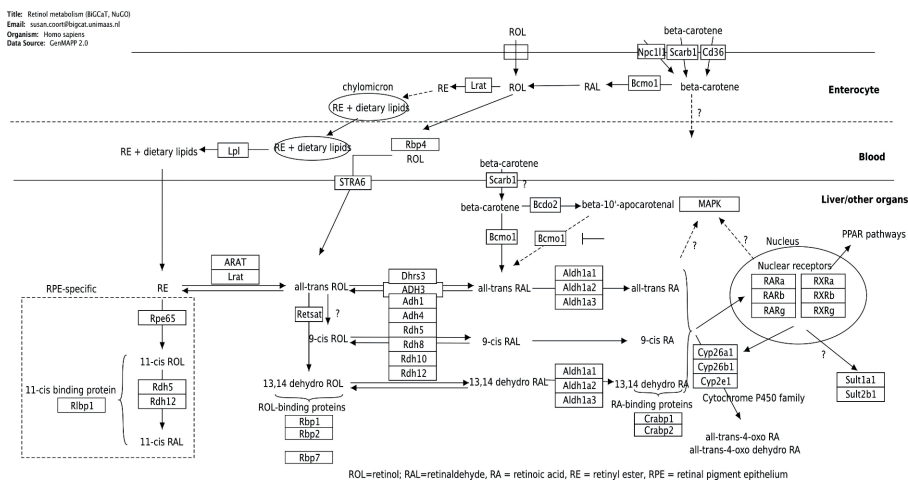 Title: Retinol metabolism (BiGCaT, NuGO)
Email: susan.coort@bigcat.unimaas.nl
Organism: Homo sapiens
Data Source: GenMAPP 2.0
ROL
beta-carotene
Npc1l1
Scarb1
Cd36
chylomicron
RE
Lrat
ROL
RAL
Bcmo1
beta-carotene
Enterocyte
RE + dietary lipids
?
RE + dietary lipids
Lpl
RE + dietary lipids
Rbp4
ROL
Blood
beta-carotene
STRA6
Scarb1
?
Liver/other organs
beta-carotene
Bcdo2
beta-10'-apocarotenal
MAPK
Bcmo1
Bcmo1
?
?
?
Nucleus
PPAR pathways
ARAT
Lrat
Nuclear receptors
RPE-specific
RE
all-trans ROL
Dhrs3
ADH3
Adh1
Adh4
Rdh5
Rdh8
Rdh10
Rdh12
all-trans RAL
Aldh1a1
Aldh1a2
Aldh1a3
all-trans RA
RARa
RARb
RARg
RXRa
RXRb
RXRg
Rpe65
Retsat
?
9-cis ROL
9-cis RAL
9-cis RA
Cyp26a1
Cyp26b1
Cyp2e1
?
11-cis ROL
11-cis binding protein
Rlbp1
Rdh5
Rdh12
13,14 dehydro ROL
13,14 dehydro RAL
Aldh1a1
Aldh1a2
Aldh1a3
13,14 dehydro RA
Sult1a1
Sult2b1
Cytochrome P450 family
ROL-binding proteins
Rbp1
Rbp2
Rbp7
RA-binding proteins
Crabp1
Crabp2
11-cis RAL
all-trans-4-oxo RA
all-trans-4-oxo dehydro RA
ROL=retinol; RAL=retinaldehyde, RA = retinoic acid, RE = retinyl ester, RPE = retinal pigment epithelium